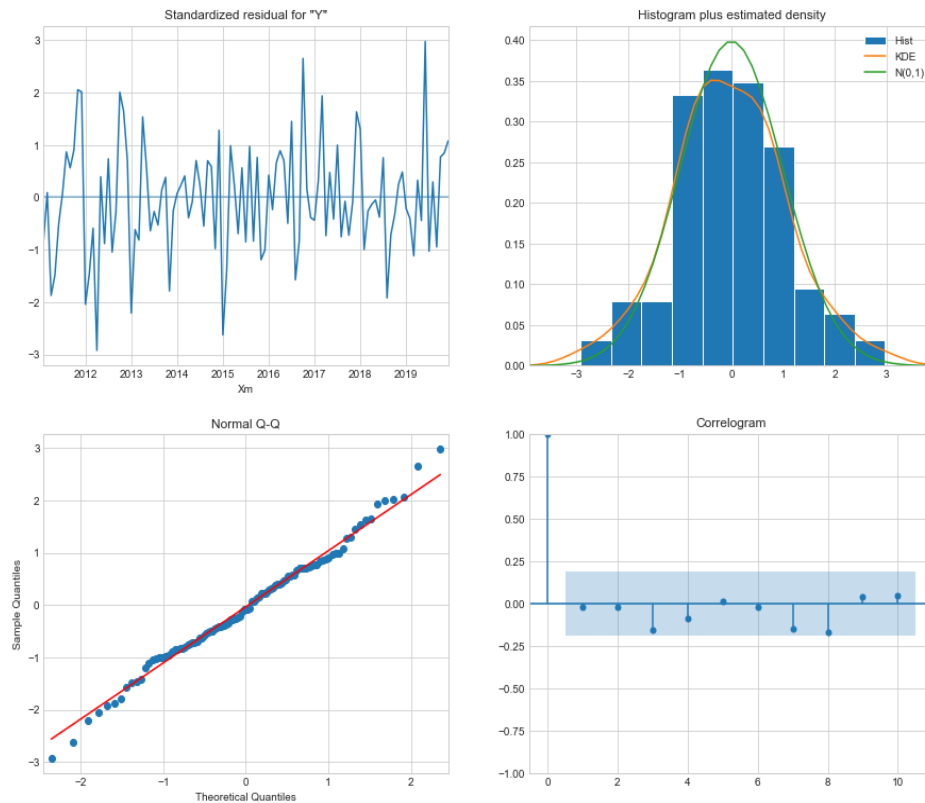 Standardized residual for "Y"
3
2
1
0
−1
−2
−3
2012 2013 2014 2015 2016 2017 2018 2019
Xm
Histogram plus estimated density
Hist
KDE
N(0,1)
0.40
0.35
0.30
0.25
0.20
0.15
0.10
0.05
0.00
−3 −2 −1 0 1 2 3
Normal Q-Q
Sample Quantiles
3
2
1
0
−1
−2
−3
−2 −1 0 1 2
Theoretical Quantiles
Correlogram
1.00
0.75
0.50
0.25
0.00
−0.25
−0.50
−0.75
−1.00
0 2 4 6 8 10